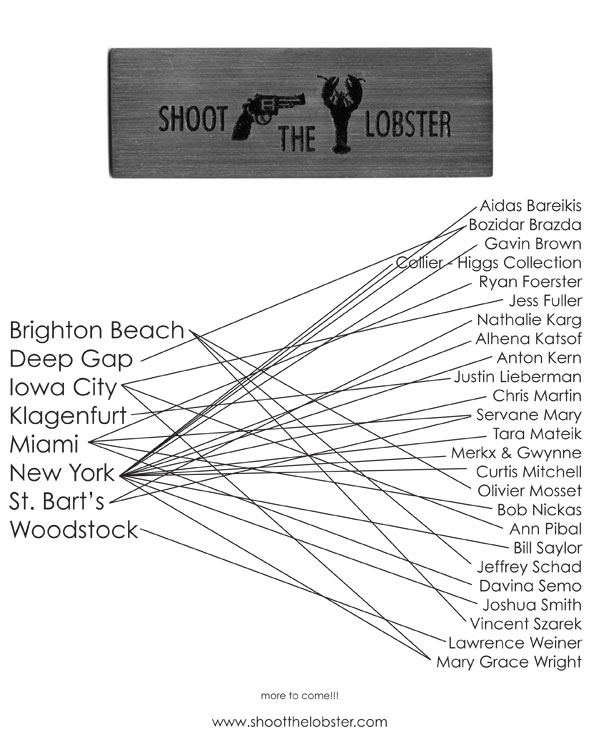 SHOOT THE LOBSTER
Aidas Bareikis
Bozidar Brazda
Gavin Brown
Collier - Higgs Collection
Ryan Foerster
Jess Fuller
Nathalie Karg
Alhena Katsof
Anton Kern
Justin Lieberman
Chris Martin
Servane Mary
Tara Mateik
Merkx & Gwynne
Curtis Mitchell
Olivier Mosset
Bob Nickas
Ann Pibal
Bill Saylor
Jeffrey Schad
Davina Semo
Joshua Smith
Vincent Szarek
Lawrence Weiner
Mary Grace Wright
Brighton Beach
Deep Gap
Iowa City
Klagenfurt
Miami
New York
St. Bart's
Woodstock
more to come!!!
www.shootthelobster.com